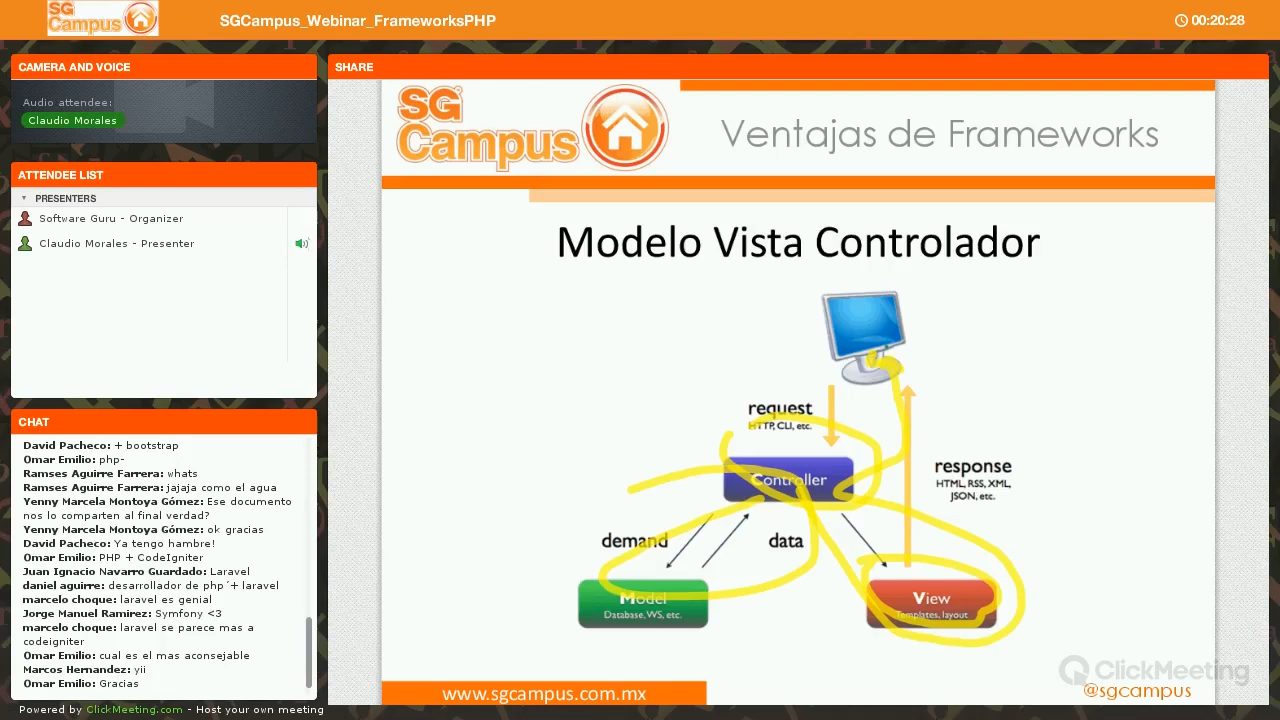 SG Campus
SGCampus_Webinar_FrameworksPHP
00:20:28
CAMERA AND VOICE
Audio attendee:
Claudio Morales
ATTENDEE LIST
PRESENTERS
Software Guru - Organizer
Claudio Morales - Presenter
CHAT
David Pacheco: + bootstrap
Omar Emilio: php-
Ramses Aguirre Farrera: whats
Ramses Aguirre Farrera: jajaja como el agua
Yenny Marcela Montoya Gómez: Ese documento
nos lo comparten al final verdad?
Yenny Marcela Montoya Gómez: ok gracias
David Pacheco: Ya tengo hambre!
Omar Emilio: PHP + CodeIgniter
Juan Ignacio Navarro Guardado: Laravel
daniel aguirre: desarrollador de php´+ laravel
marcelo choque: laravel es genial
Jorge Manuel Ramirez: Symfony <3
marcelo choque: laravel se parece mas a
codeigniter
Omar Emilio: cual es el mas aconsejable
Marcos Hernandez: yii
Omar Emilio: Gracias
Powered by ClickMeeting.com - Host your own meeting
SHARE
SG
Campus
Ventajas de Frameworks
Modelo Vista Controlador
request
HTTP, CLI, etc.
Controller
response
HTML, RSS, XML,
JSON, etc.
demand
data
Model
Database, WS, etc.
View
Templates, layout
ClickMeeting
www.sgcampus.com.mx
@sgcampus